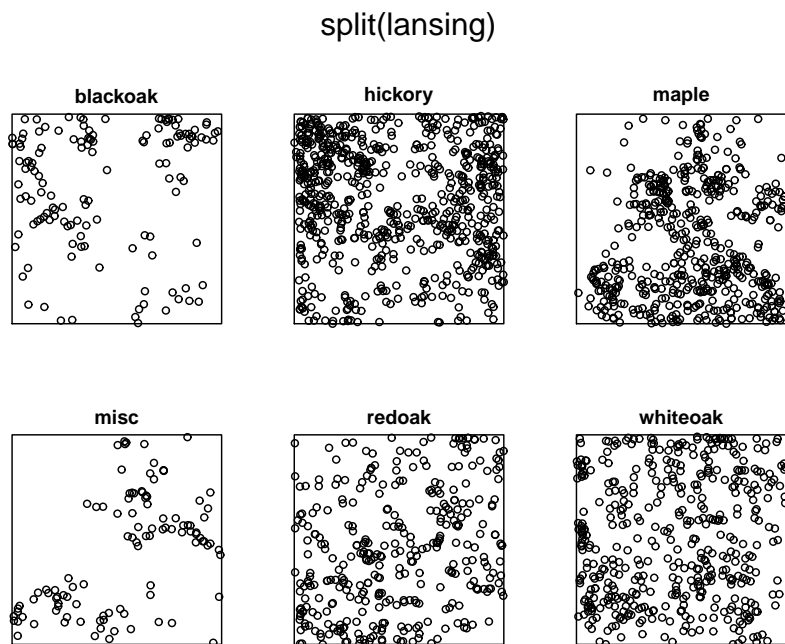 split(lansing)
blackoak
hickory
maple
misc
redoak
whiteoak